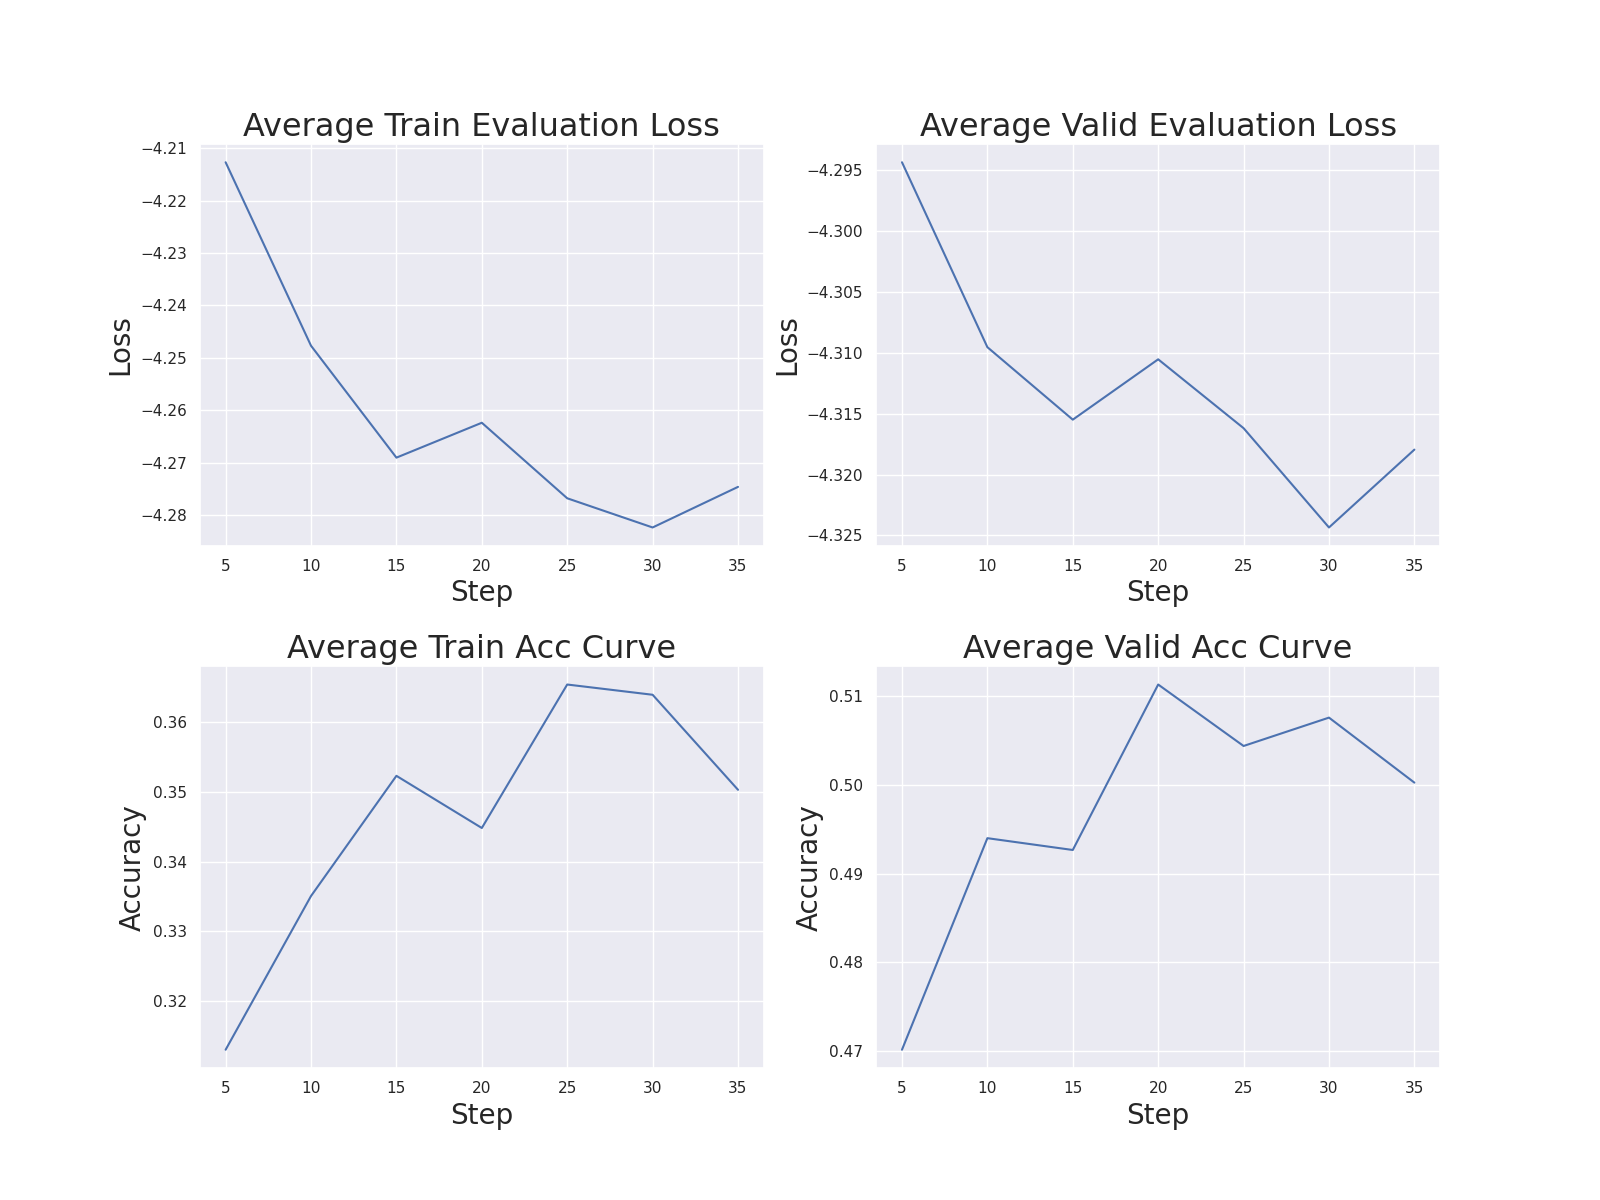 Average Train Evaluation Loss
−4.21
−4.22
−4.23
−4.24
−4.25
−4.26
−4.27
−4.28
Loss
5 10 15 20 25 30 35
Step
Average Valid Evaluation Loss
−4.295
−4.300
−4.305
−4.310
−4.315
−4.320
−4.325
Loss
5 10 15 20 25 30 35
Step
Average Train Acc Curve
0.36
0.35
0.34
0.33
0.32
Accuracy
5 10 15 20 25 30 35
Step
Average Valid Acc Curve
0.51
0.50
0.49
0.48
0.47
Accuracy
5 10 15 20 25 30 35
Step